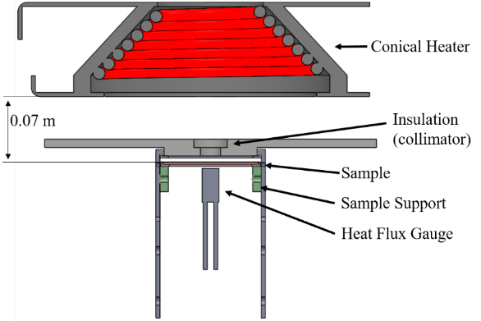 Conical Heater
0.07 m
Insulation
(collimator)
Sample
Sample Support
Heat Flux Gauge